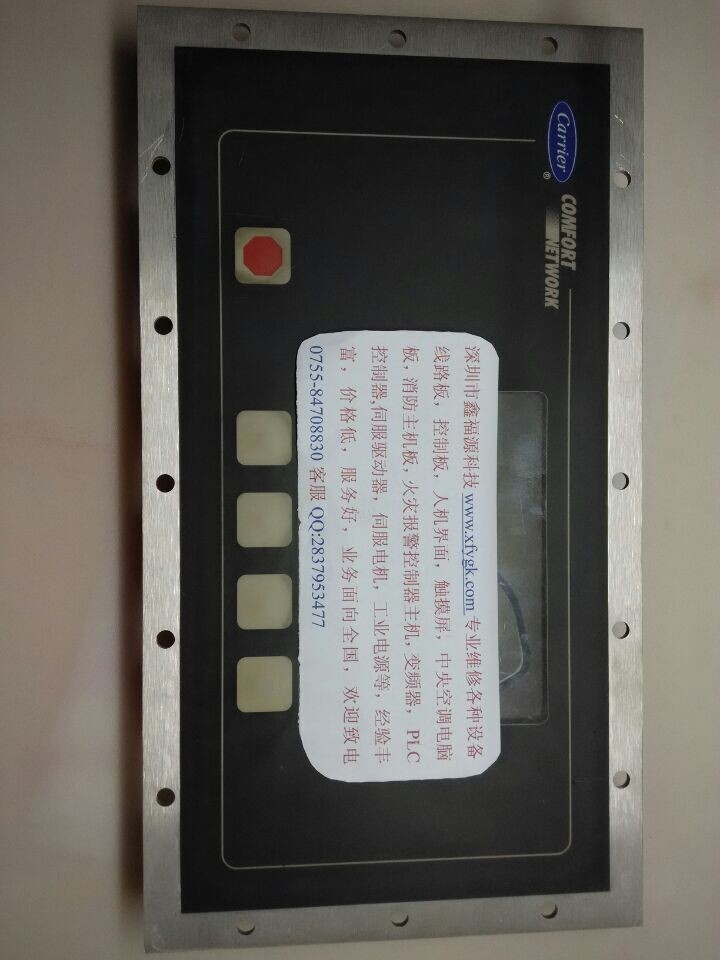 Carrier
®
COMFORT
NETWORK
深圳市鑫福源科技 www.xfygk.com 专业维修各种设备
线路板，控制板，人机界面，触摸屏，中央空调电脑
板，消防主机板，火灾报警控制器主机，变频器，PLC
控制器,伺服驱动器，伺服电机，工业电源等，经验丰
富，价格低，服务好，业务面向全国，欢迎致电
0755-84708830 客服 QQ:2837953477